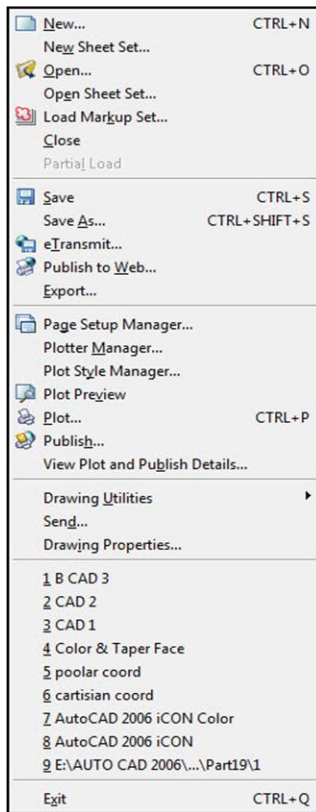 New... CTRL+N
New Sheet Set...
Open... CTRL+O
Open Sheet Set...
Load Markup Set...
Close
Partial Load
Save CTRL+S
Save As... CTRL+SHIFT+S
eTransmit...
Publish to Web...
Export...
Page Setup Manager...
Plotter Manager...
Plot Style Manager...
Plot Preview
Plot... CTRL+P
Publish...
View Plot and Publish Details...
Drawing Utilities
Send...
Drawing Properties...
1 B CAD 3
2 CAD 2
3 CAD 1
4 Color & Taper Face
5 poolar coord
6 cartisian coord
7 AutoCAD 2006 iCON Color
8 AutoCAD 2006 iCON
9 E:\AUTO CAD 2006\...\Part19\1
Exit CTRL+Q